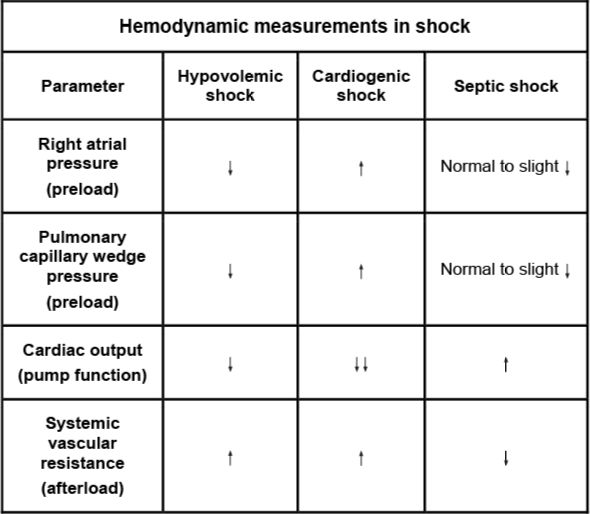 Hemodynamic measurements in shock
Parameter
Hypovolemic
shock
Cardiogenic
shock
Septic shock
Right atrial
pressure
(preload)
↓
↑
Normal to slight ↓
Pulmonary
capillary wedge
pressure
(preload)
↓
↑
Normal to slight ↓
Cardiac output
(pump function)
↓
↓↓
↑
Systemic
vascular
resistance
(afterload)
↑
↑
↓